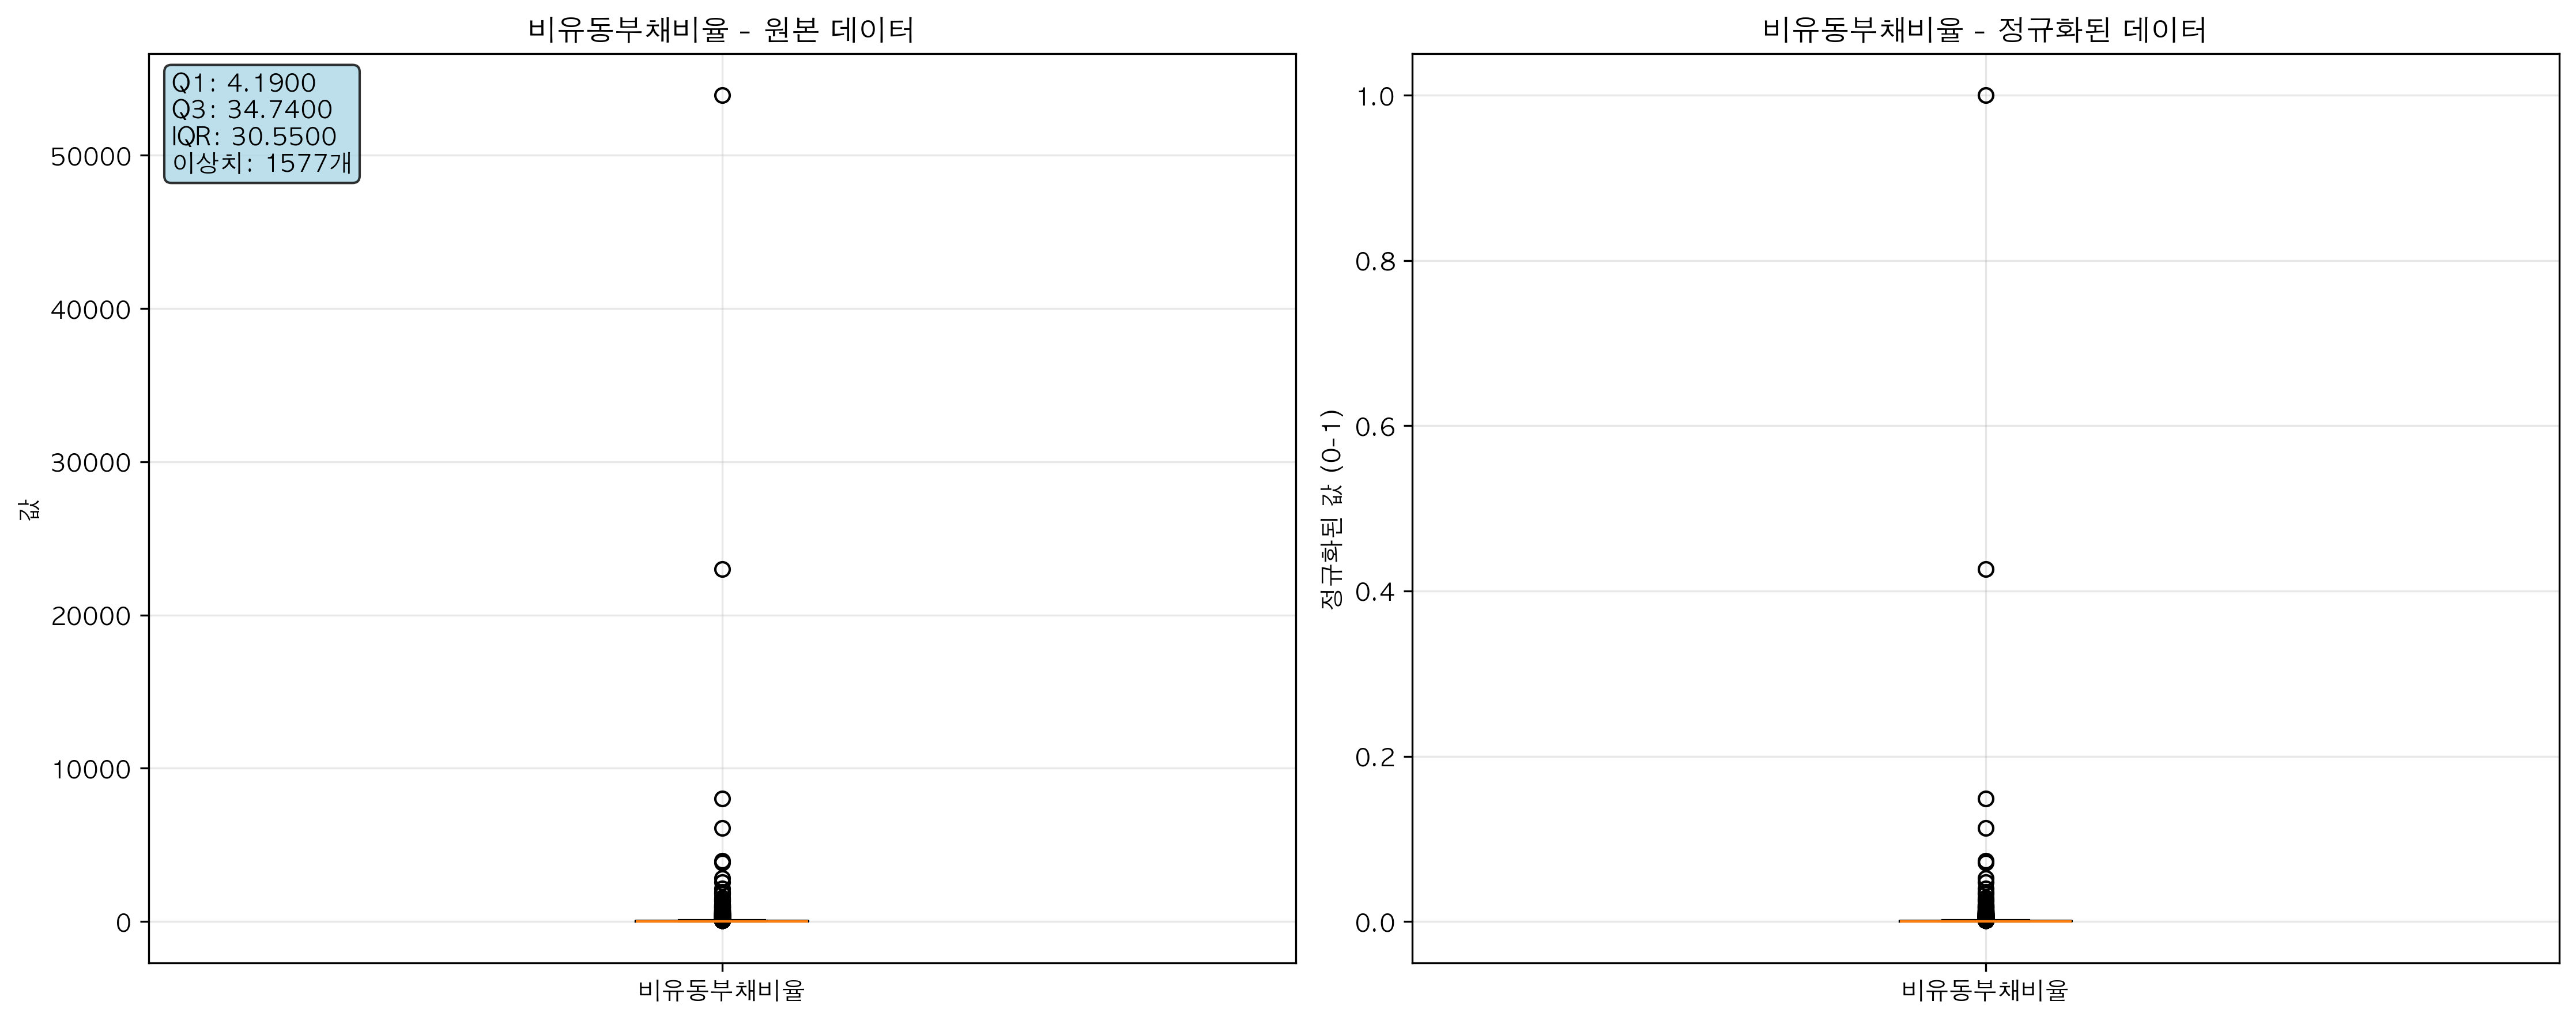 비유동부채비율 - 원본 데이터
Q1: 4.1900
Q3: 34.7400
IQR: 30.5500
이상치: 1577개
50000
40000
30000
20000
10000
0
값
비유동부채비율
비유동부채비율 - 정규화된 데이터
1.0
0.8
0.6
0.4
0.2
0.0
정규화된 값 (0-1)
비유동부채비율